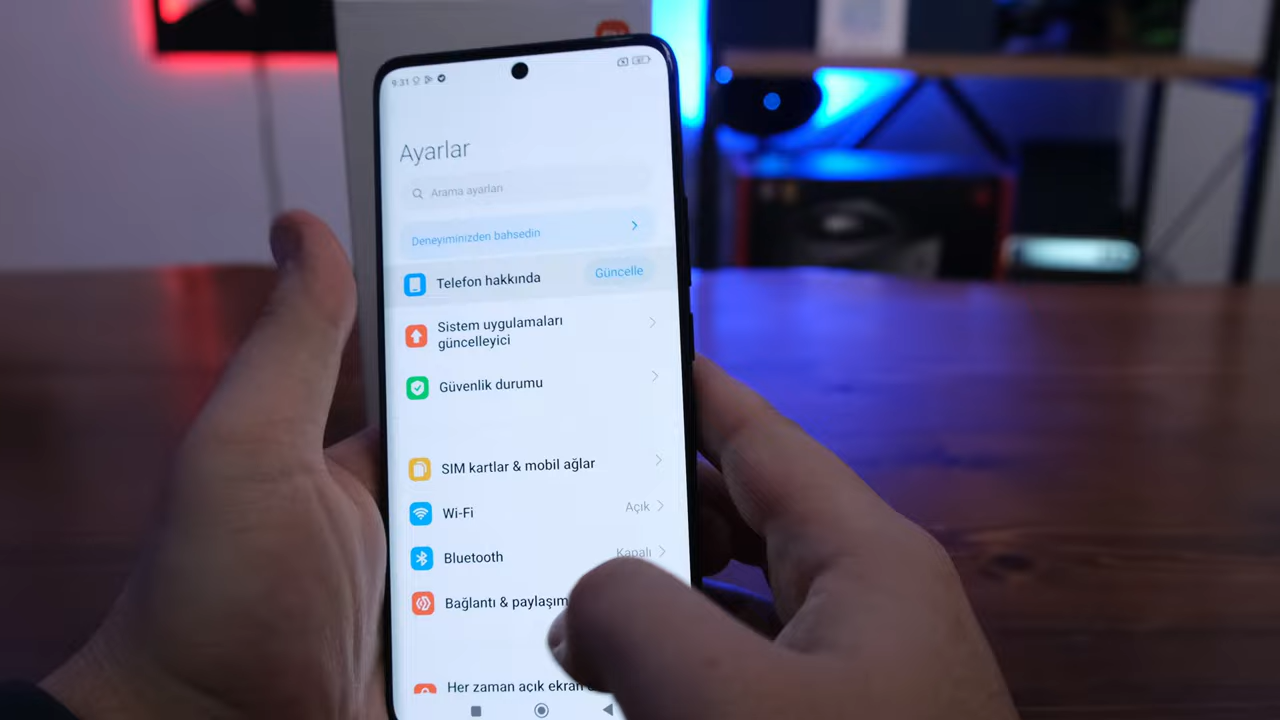 9:31
Ayarlar
Arama ayarları
Deneyiminizden bahsedin
Telefon hakkında
Güncelle
Sistem uygulamaları
güncelleyici
Güvenlik durumu
SIM kartlar & mobil ağlar
Wi-Fi
Açık
Bluetooth
Kapalı
Bağlantı & paylaşım
Her zaman açık ekran